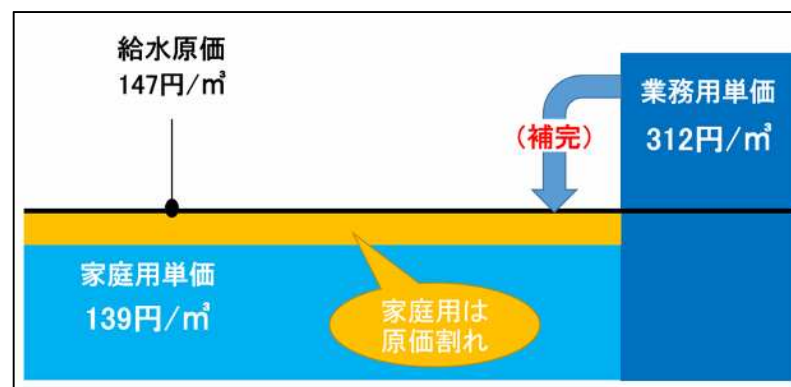 給水原価
147円/㎥
業務用単価
312円/㎥
(補完)
家庭用単価
139円/㎥
家庭用は
原価割れ